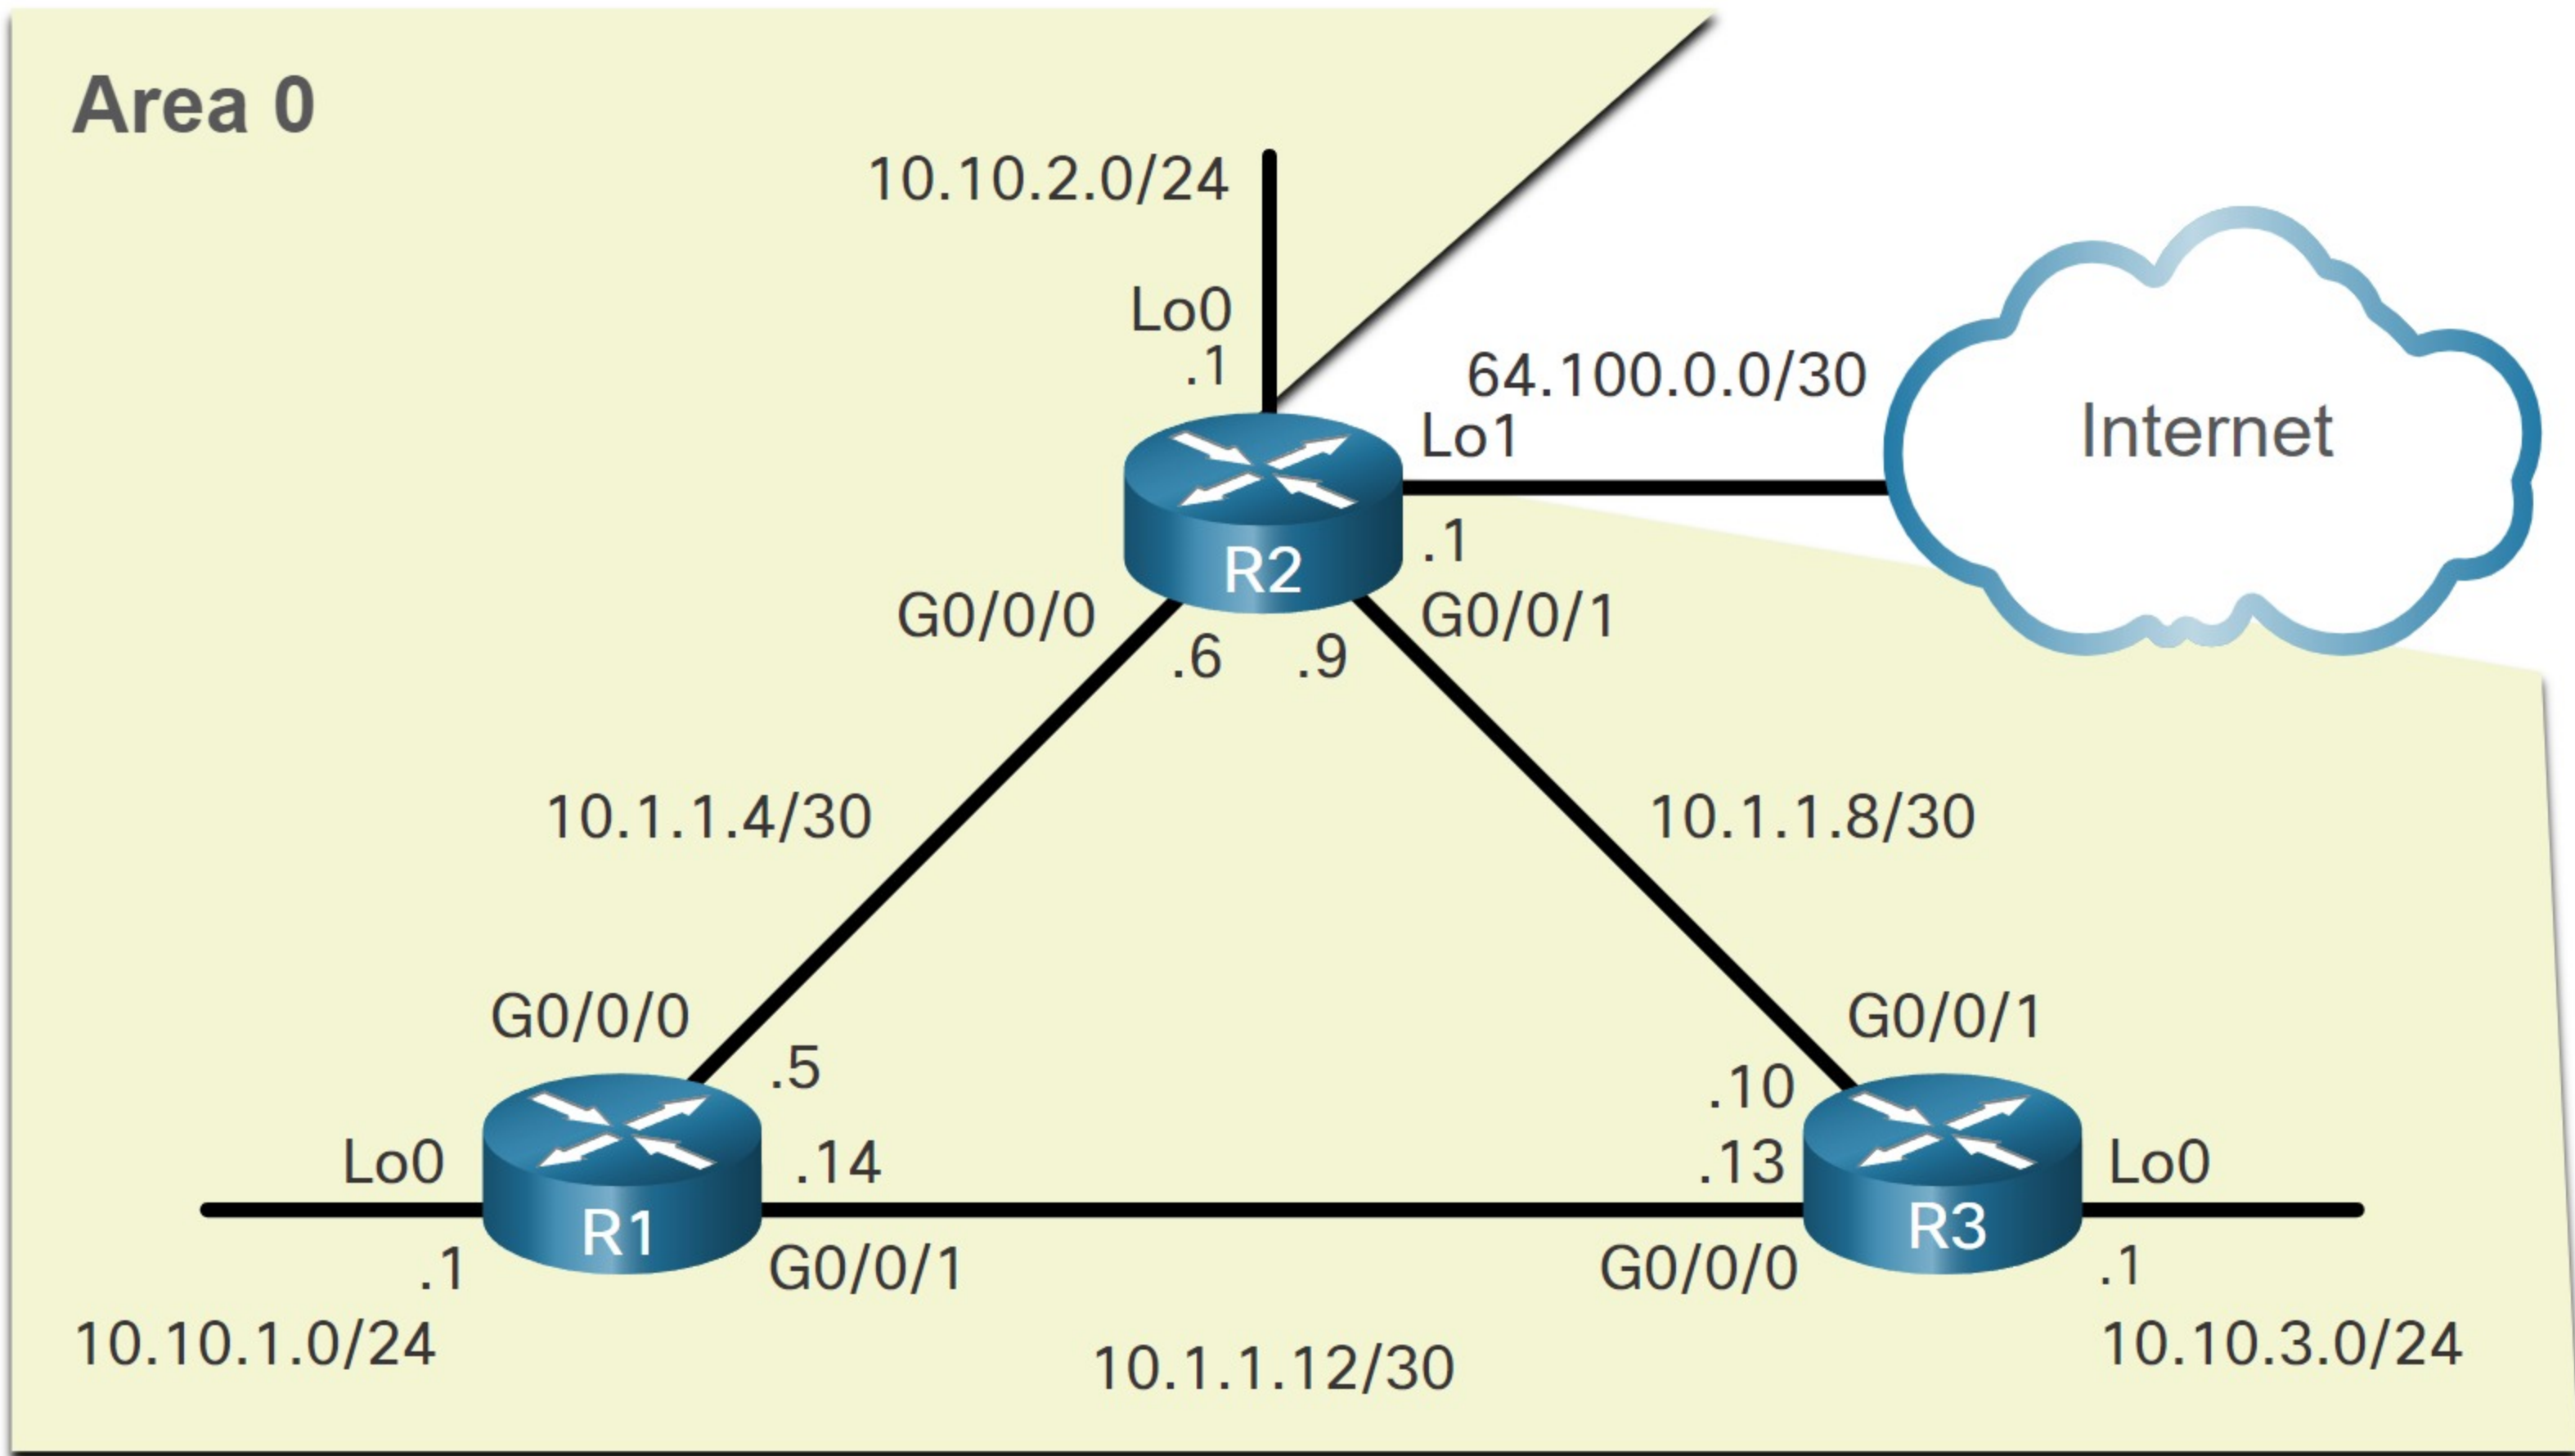 Area 0
10.10.2.0/24
Lo0
.1
64.100.0.0/30
Lo1
Internet
R2
.1
G0/0/0
G0/0/1
.6
.9
10.1.1.4/30
10.1.1.8/30
G0/0/0
G0/0/1
.5
.10
Lo0
.14
.13
Lo0
R1
R3
.1
G0/0/1
G0/0/0
.1
10.10.1.0/24
10.1.1.12/30
10.10.3.0/24